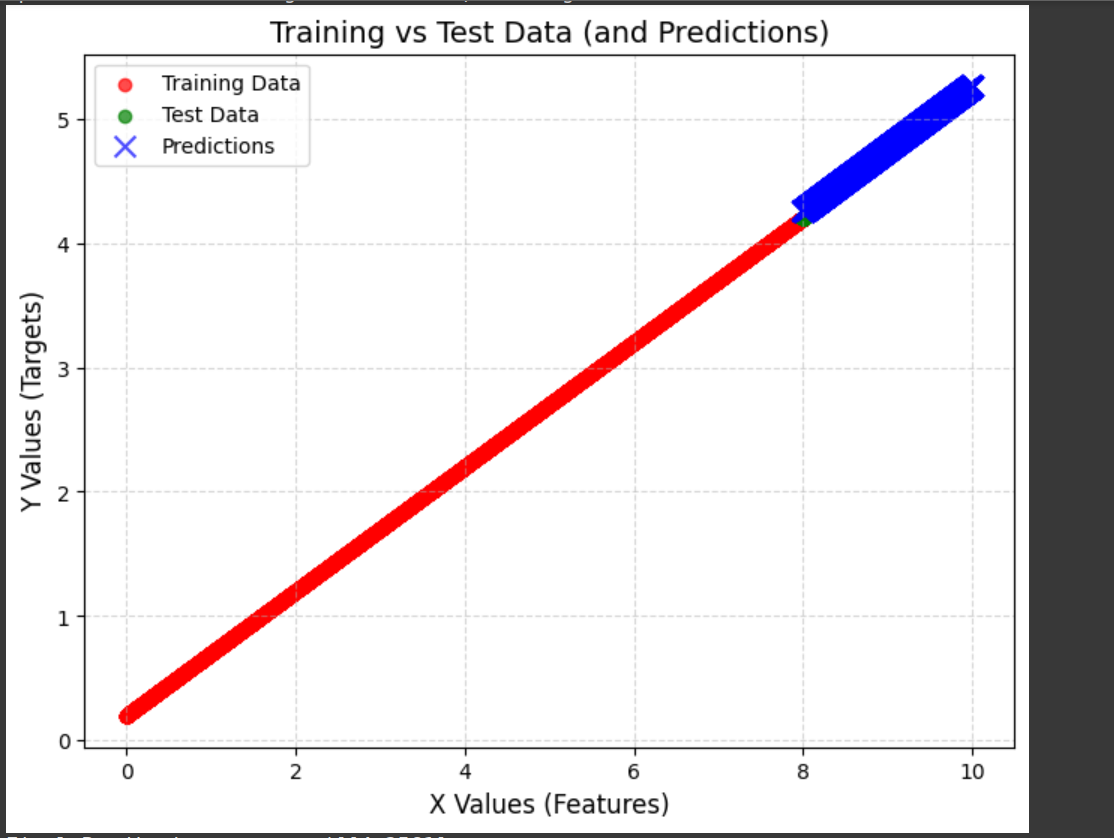 Training vs Test Data (and Predictions)
Training Data
Test Data
Predictions
Y Values (Targets)
5
4
3
2
1
0
0 2 4 6 8 10
X Values (Features)